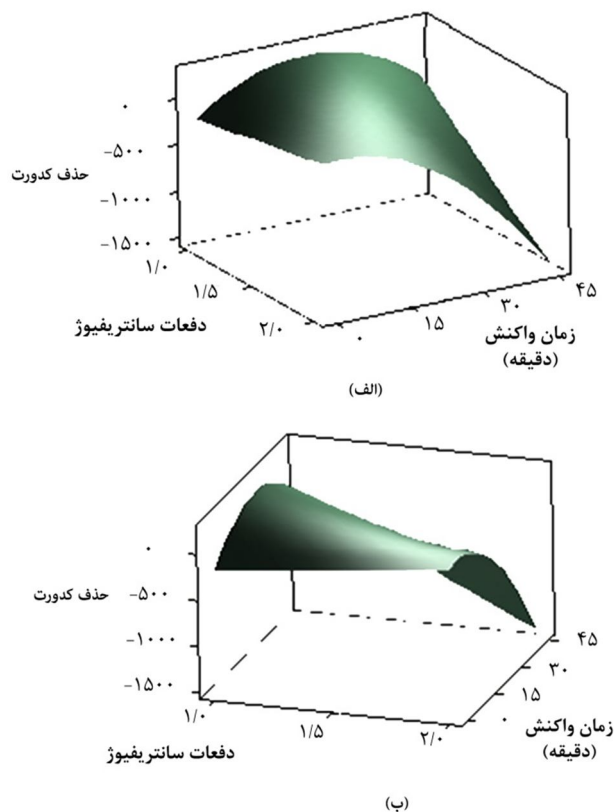 ۰
-۵۰۰
حذف کدورت
-۱۰۰۰
-۱۵۰۰
۱/۰
۱/۵
۲/۰
دفعات سانتریفیوژ
۰
۱۵
۳۰
۴۵
زمان واکنش
(دقیقه)
(الف)
۰
-۵۰۰
حذف کدورت
-۱۰۰۰
-۱۵۰۰
۱/۰
۱/۵
۲/۰
دفعات سانتریفیوژ
۰
۱۵
۳۰
۴۵
زمان واکنش
(دقیقه)
(ب)